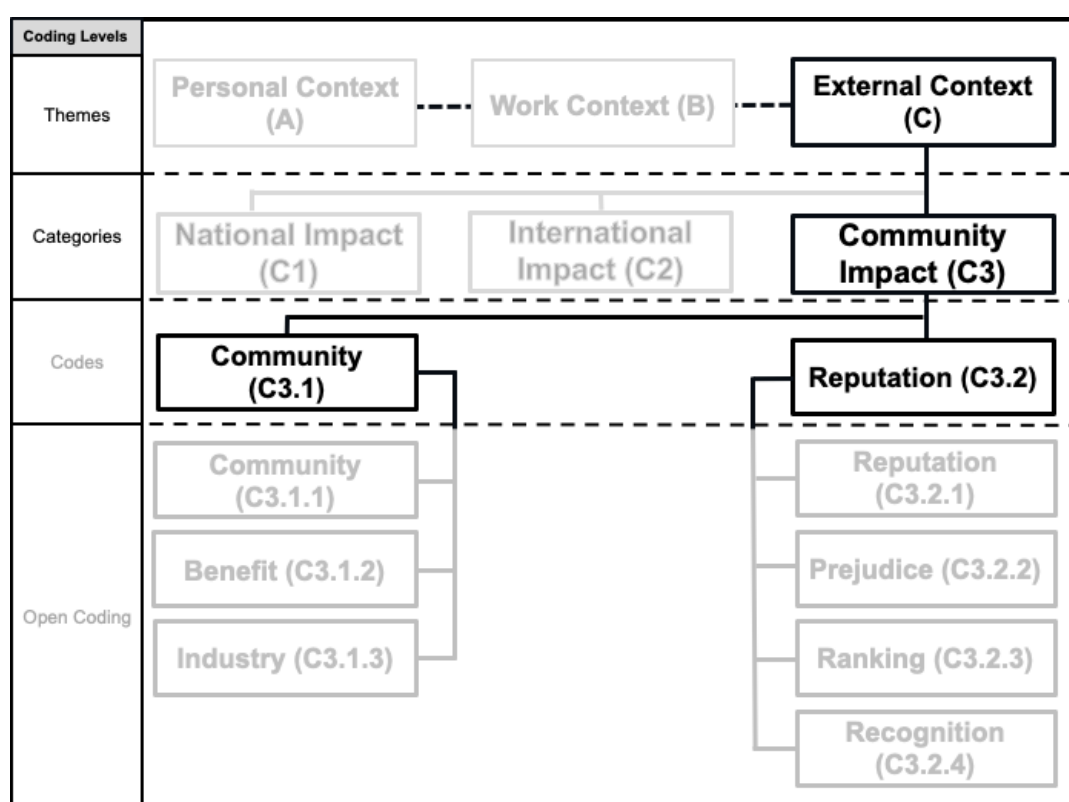 Coding Levels
Themes
Personal Context
(A)
Work Context (B)
External Context
(C)
Categories
National Impact
(C1)
International
Impact (C2)
Community
Impact (C3)
Codes
Community
(C3.1)
Reputation (C3.2)
Open Coding
Community
(C3.1.1)
Benefit (C3.1.2)
Industry (C3.1.3)
Reputation
(C3.2.1)
Prejudice (C3.2.2)
Ranking (C3.2.3)
Recognition
(C3.2.4)